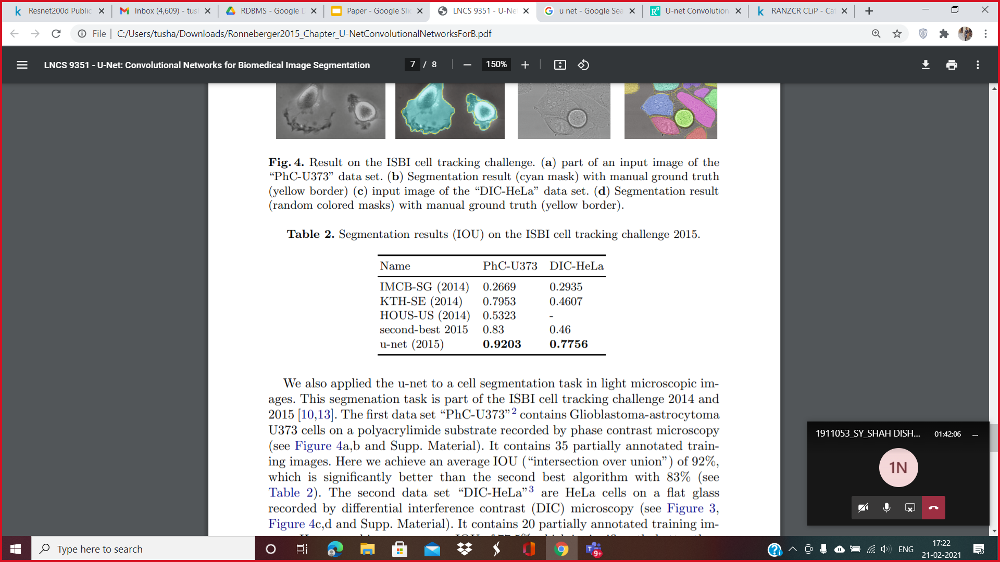 Resnet200d Public
Inbox (4,609) - tus
RDBMS - Google D
Paper - Google Slid
LNCS 9351 - U-Ne
u net - Google Sea
U-net Convolution
RANZCR CLiP - Cat
File | C:/Users/tusha/Downloads/Ronneberger2015_Chapter_U-NetConvolutionalNetworksForB.pdf
LNCS 9351 - U-Net: Convolutional Networks for Biomedical Image Segmentation
7 / 8
150%
Fig. 4. Result on the ISBI cell tracking challenge. (a) part of an input image of the
“PhC-U373” data set. (b) Segmentation result (cyan mask) with manual ground truth
(yellow border) (c) input image of the “DIC-HeLa” data set. (d) Segmentation result
(random colored masks) with manual ground truth (yellow border).
Table 2. Segmentation results (IOU) on the ISBI cell tracking challenge 2015.
Name PhC-U373 DIC-HeLa
IMCB-SG (2014) 0.2669 0.2935
KTH-SE (2014) 0.7953 0.4607
HOUS-US (2014) 0.5323 -
second-best 2015 0.83 0.46
u-net (2015) 0.9203 0.7756
We also applied the u-net to a cell segmentation task in light microscopic im-
ages. This segmenation task is part of the ISBI cell tracking challenge 2014 and
2015 [10,13]. The first data set “PhC-U373”2 contains Glioblastoma-astrocytoma
U373 cells on a polyacrylimide substrate recorded by phase contrast microscopy
(see Figure 4a,b and Supp. Material). It contains 35 partially annotated train-
ing images. Here we achieve an average IOU (“intersection over union”) of 92%,
which is significantly better than the second best algorithm with 83% (see
Table 2). The second data set “DIC-HeLa”3 are HeLa cells on a flat glass
recorded by differential interference contrast (DIC) microscopy (see Figure 3,
Figure 4c,d and Supp. Material). It contains 20 partially annotated training im-
1911053_SY_SHAH DISH... 01:42:06
1N
Type here to search
9+
ENG
17:22
21-02-2021